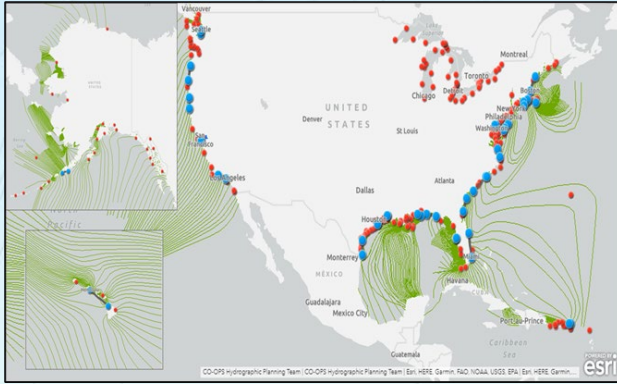 Vancouver
Seattle
Montreal
Toronto
Boston
Chicago
Detroit
New York
Philadelphia
Washington
UNITED
STATES
Denver
St Louis
San
Francisco
Los Angeles
Atlanta
Dallas
Houston
Monterrey
Miami
MÉXICO
Havana
Guadalajara
Mexico City
Port-au-Prince
Caribbean
Sea
Guatemala
Pacific
CO-OPS Hydrographic Planning Team | CO-OPS Hydrographic Planning Team | Esri, HERE, Garmin, FAO, NOAA, USGS, EPA | Esri, HERE, Garmin...
POWERED BY
esri